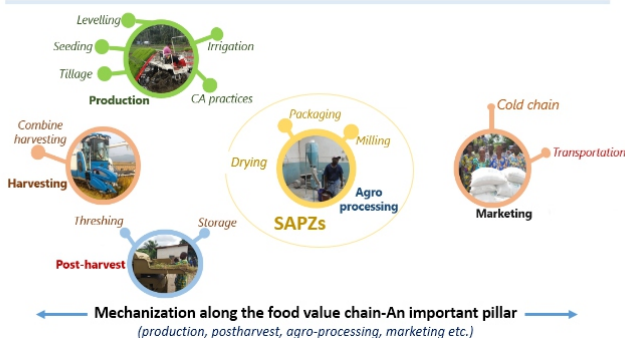 Levelling
Seeding
Irrigation
Tillage
Production
CA practices
Combine
harvesting
Harvesting
Threshing
Storage
Post-harvest
Packaging
Milling
Drying
Agro
processing
SAPZs
Cold chain
Transportation
Marketing
Mechanization along the food value chain-An important pillar
(production, postharvest, agro-processing, marketing etc.)